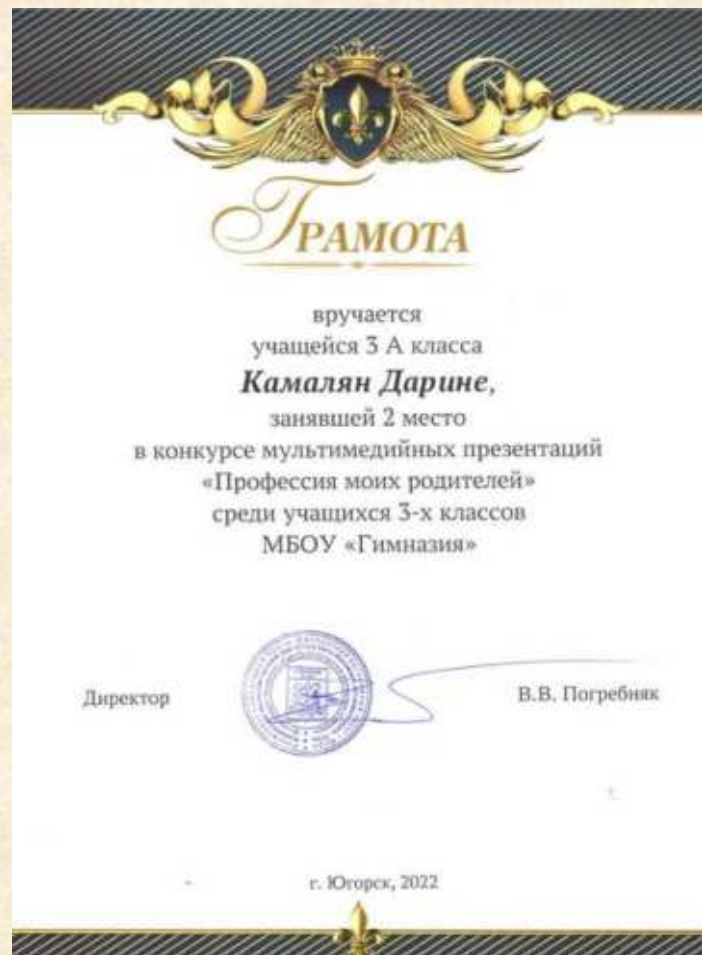 ГРАМОТА
вручается
учащейся 3 А класса
Камалян Дарине,
занявшей 2 место
в конкурсе мультимедийных презентаций
«Профессия моих родителей»
среди учащихся 3-х классов
МБОУ «Гимназия»
Директор В.В. Погребняк
г. Югорск, 2022